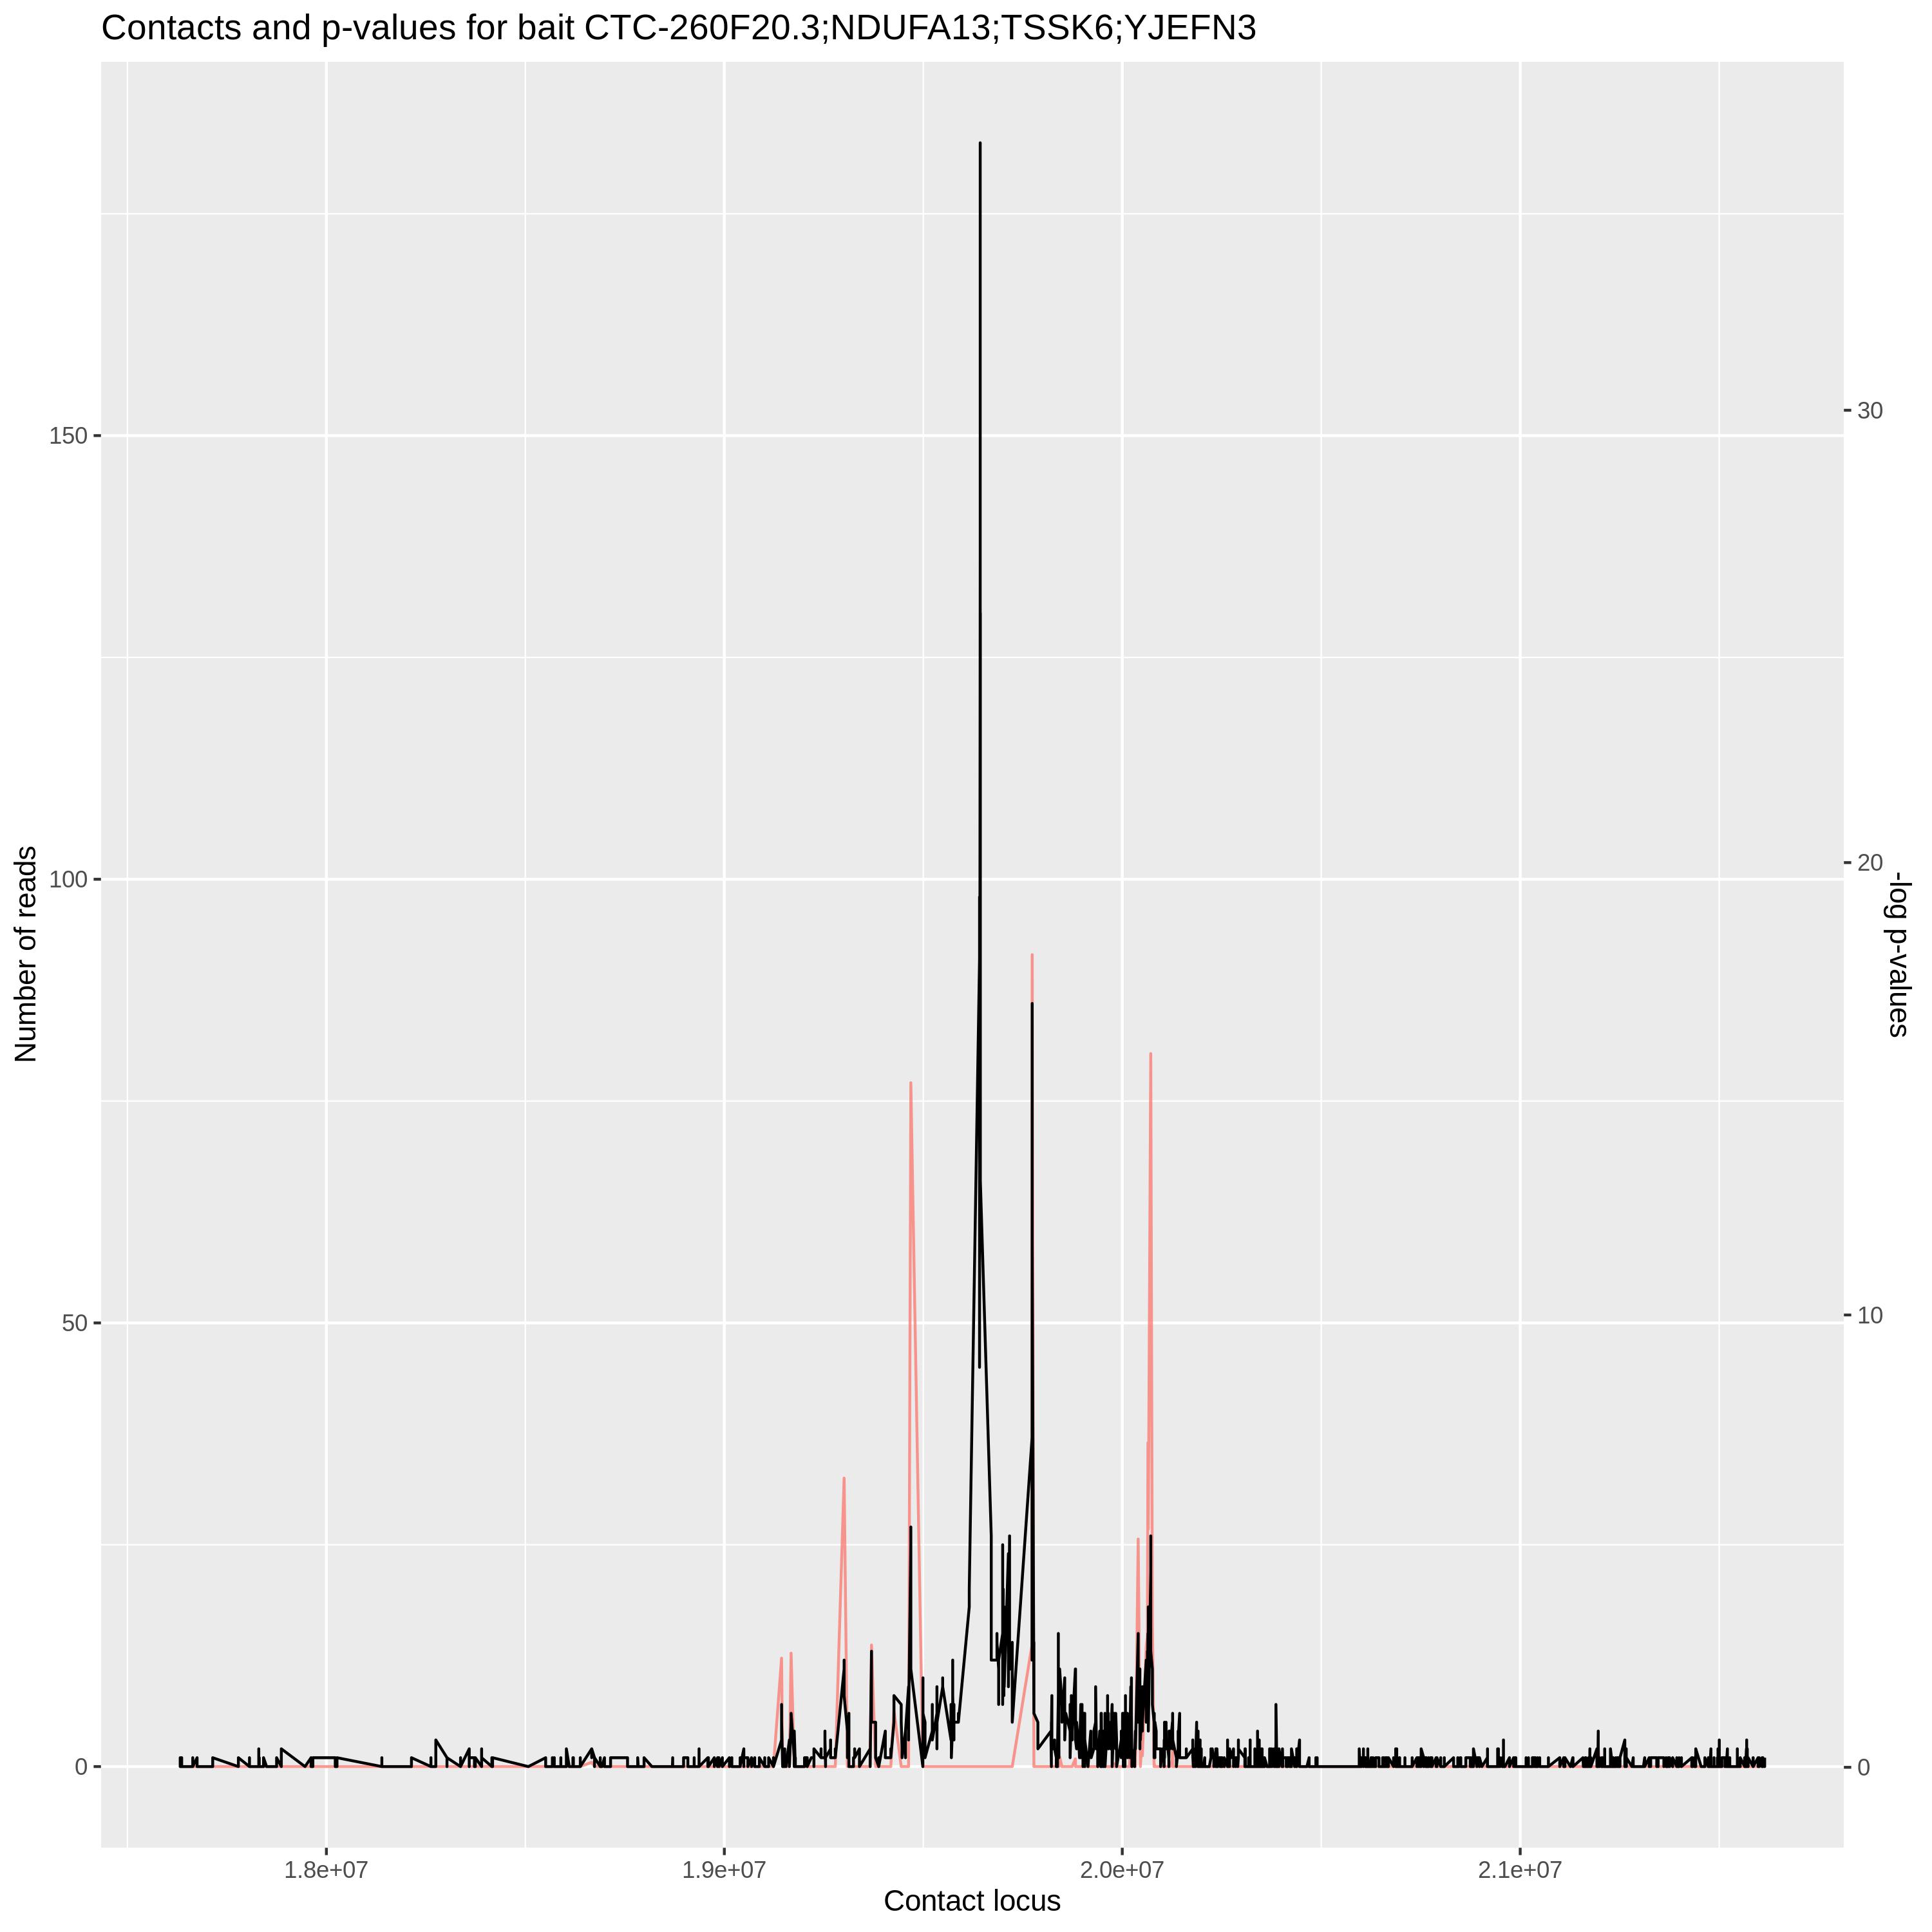 Contacts and p-values for bait CTC-260F20.3;NDUFA13;TSSK6;YJEFN3
150
100
50
0
Number of reads
30
20
10
0
-log p-values
1.8e+07 1.9e+07 2.0e+07 2.1e+07
Contact locus